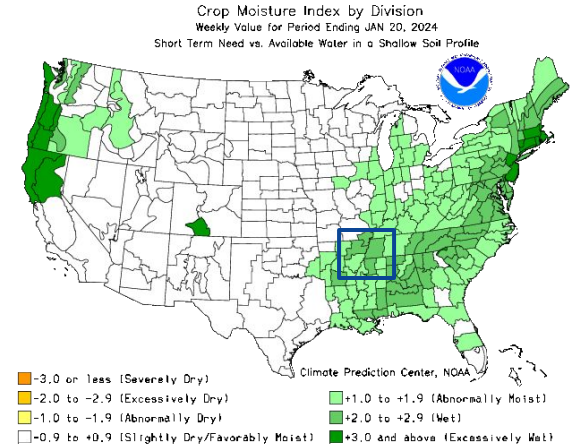 Crop Moisture Index by Division
Weekly Value for Period Ending JAN 20, 2024
Short Term Need vs. Available Water in a Shallow Soil Profile
NOAA
Climate Prediction Center, NOAA
-3.0 or less (Severely Dry)
-2.0 to -2.9 (Excessively Dry)
-1.0 to -1.9 (Abnormally Dry)
-0.9 to +0.9 (Slightly Dry/Favorably Moist)
+1.0 to +1.9 (Abnormally Moist)
+2.0 to +2.9 (Wet)
+3.0 and above (Excessively Wet)